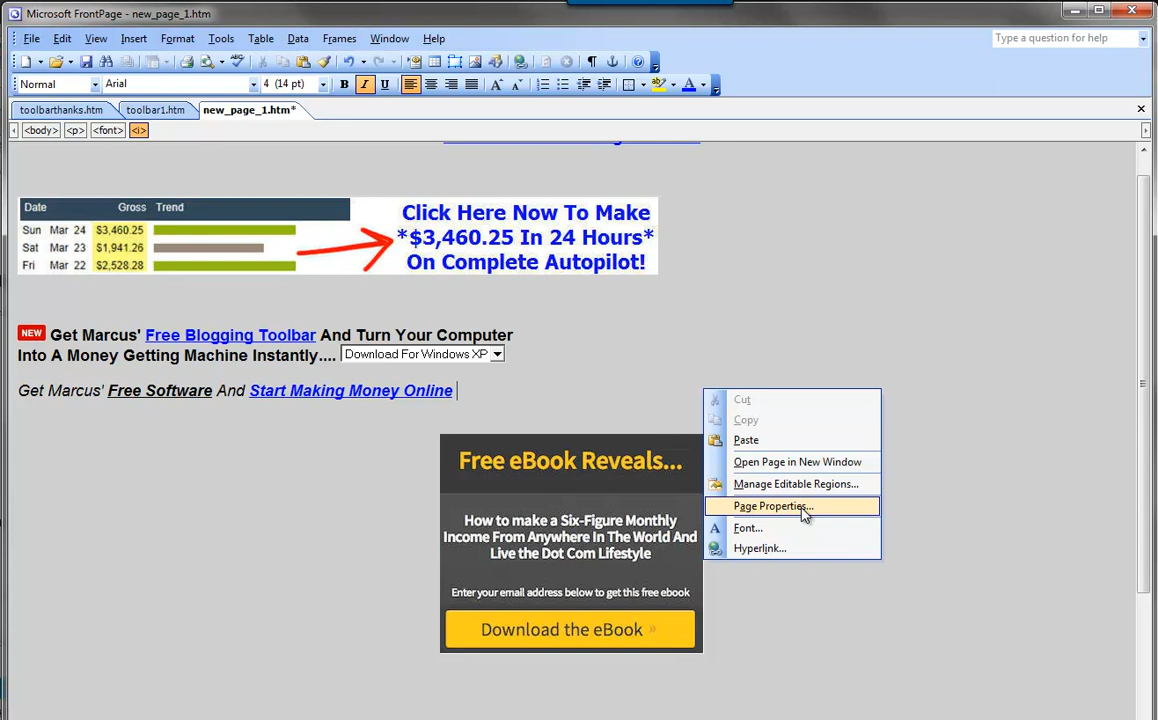 Microsoft FrontPage - new_page_1.htm
File Edit View Insert Format Tools Table Data Frames Window Help
Type a question for help
Normal Arial 4 (14 pt) B I U A A A
toolbarthanks.htm toolbar1.htm new_page_1.htm*
<body> <p> <font> <i>
Date Gross Trend
Sun Mar 24 $3,460.25
Sat Mar 23 $1,941.26
Fri Mar 22 $2,528.28
Click Here Now To Make
*$3,460.25 In 24 Hours*
On Complete Autopilot!
NEW Get Marcus' Free Blogging Toolbar And Turn Your Computer
Into A Money Getting Machine Instantly.... Download For Windows XP
Get Marcus' Free Software And Start Making Money Online
Cut
Copy
Paste
Open Page in New Window
Manage Editable Regions...
Page Properties...
Font...
Hyperlink...
Free eBook Reveals...
How to make a Six-Figure Monthly
Income From Anywhere In The World And
Live the Dot Com Lifestyle
Enter your email address below to get this free ebook
Download the eBook »